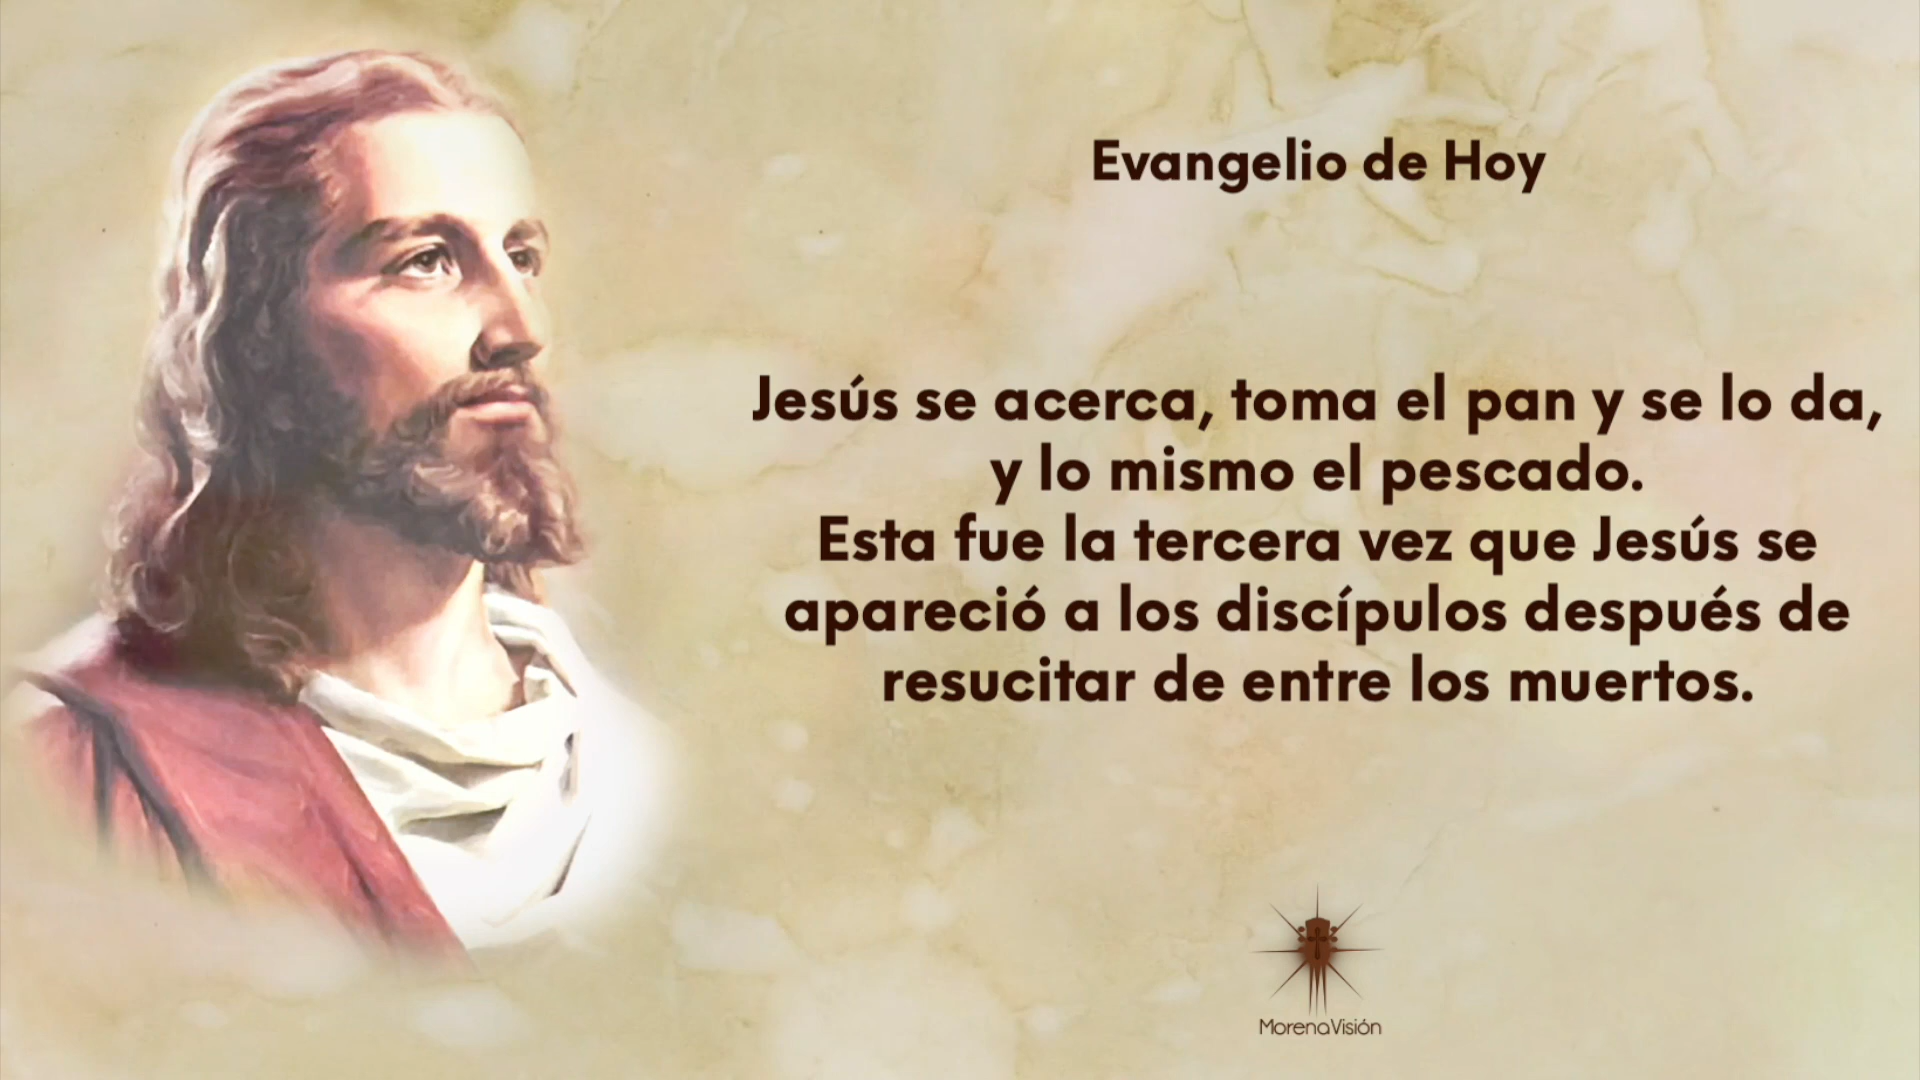 Evangelio de Hoy
Jesús se acerca, toma el pan y se lo da,
y lo mismo el pescado.
Esta fue la tercera vez que Jesús se
apareció a los discípulos después de
resucitar de entre los muertos.
MorenaVisión